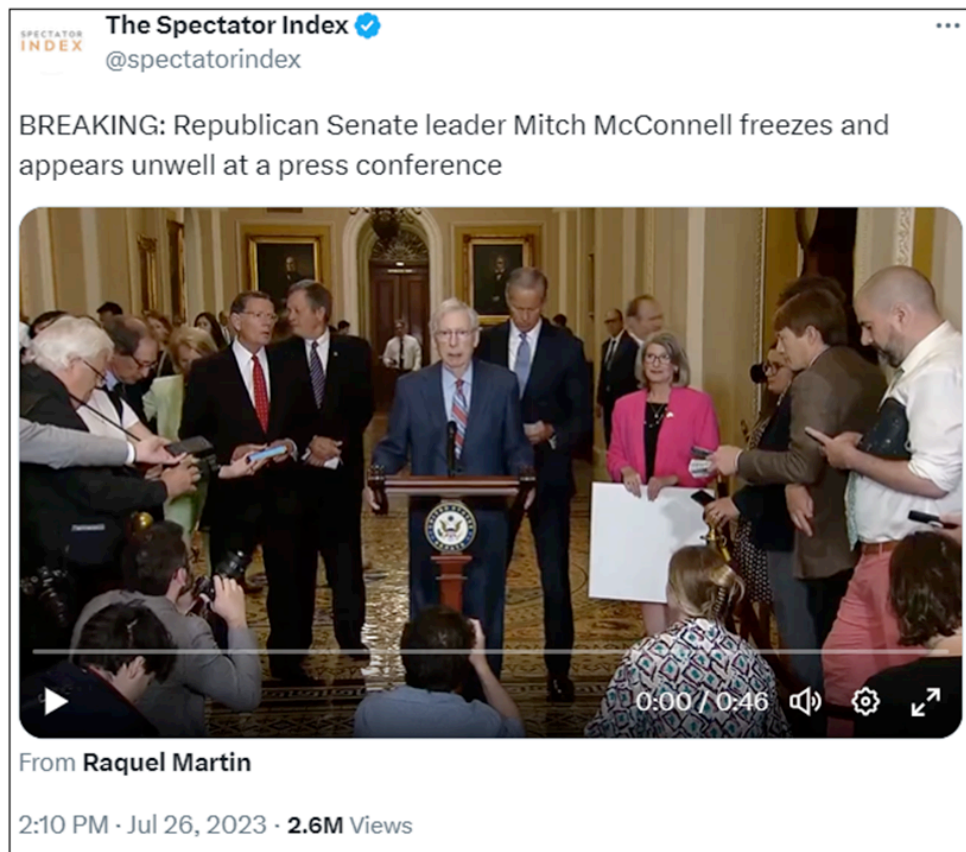 SPECTATOR
INDEX
The Spectator Index
@spectatorindex
BREAKING: Republican Senate leader Mitch McConnell freezes and
appears unwell at a press conference
0:00 / 0:46
From Raquel Martin
2:10 PM · Jul 26, 2023 · 2.6M Views